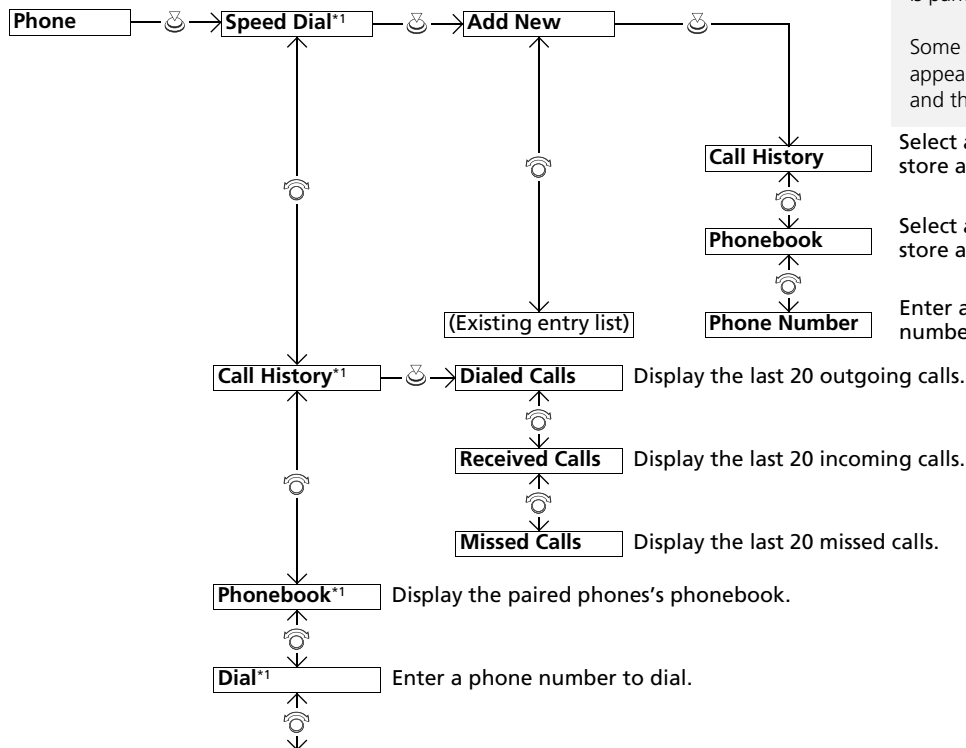 Phone
Speed Dial*1
Add New
Some
appea
and th
Call History
Select a
store a
Phonebook
Select a
store a
(Existing entry list)
Phone Number
Enter a
numbe
Call History*1
Dialed Calls
Display the last 20 outgoing calls.
Received Calls
Display the last 20 incoming calls.
Missed Calls
Display the last 20 missed calls.
Phonebook*1
Display the paired phones's phonebook.
Dial*1
Enter a phone number to dial.